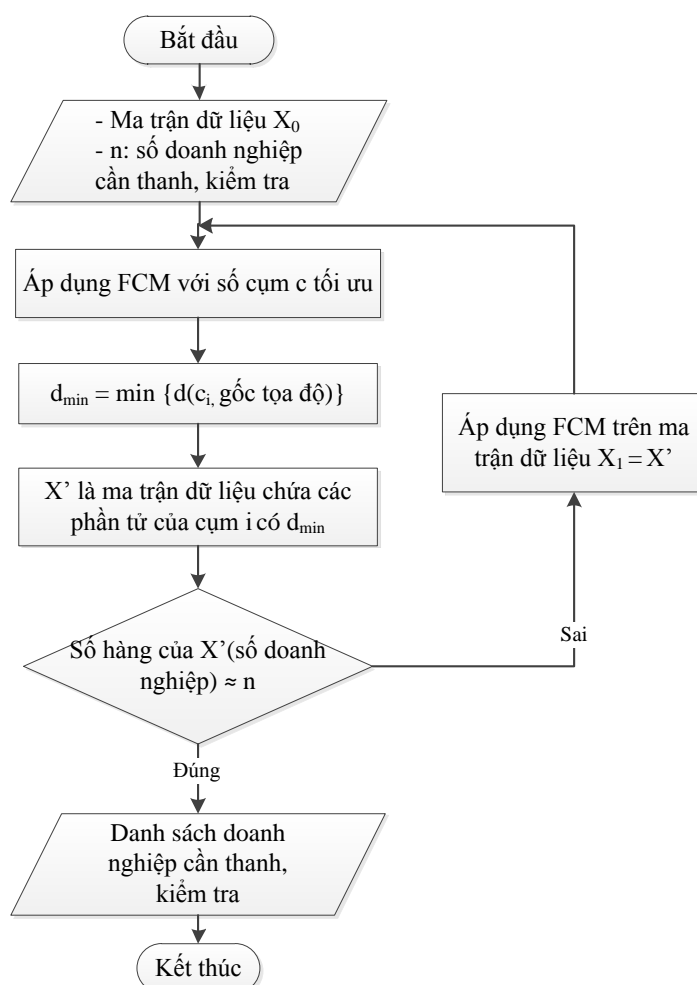 Bắt đầu
- Ma trận dữ liệu X₀
- n: số doanh nghiệp
cần thanh, kiểm tra
Áp dụng FCM với số cụm c tối ưu
d_min = min {d(c_i, gốc tọa độ)}
Áp dụng FCM trên ma
trận dữ liệu X₁ = X’
X’ là ma trận dữ liệu chứa các
phần tử của cụm i có d_min
Số hàng của X’(số doanh
nghiệp) ≈ n
Sai
Đúng
Danh sách doanh
nghiệp cần thanh,
kiểm tra
Kết thúc